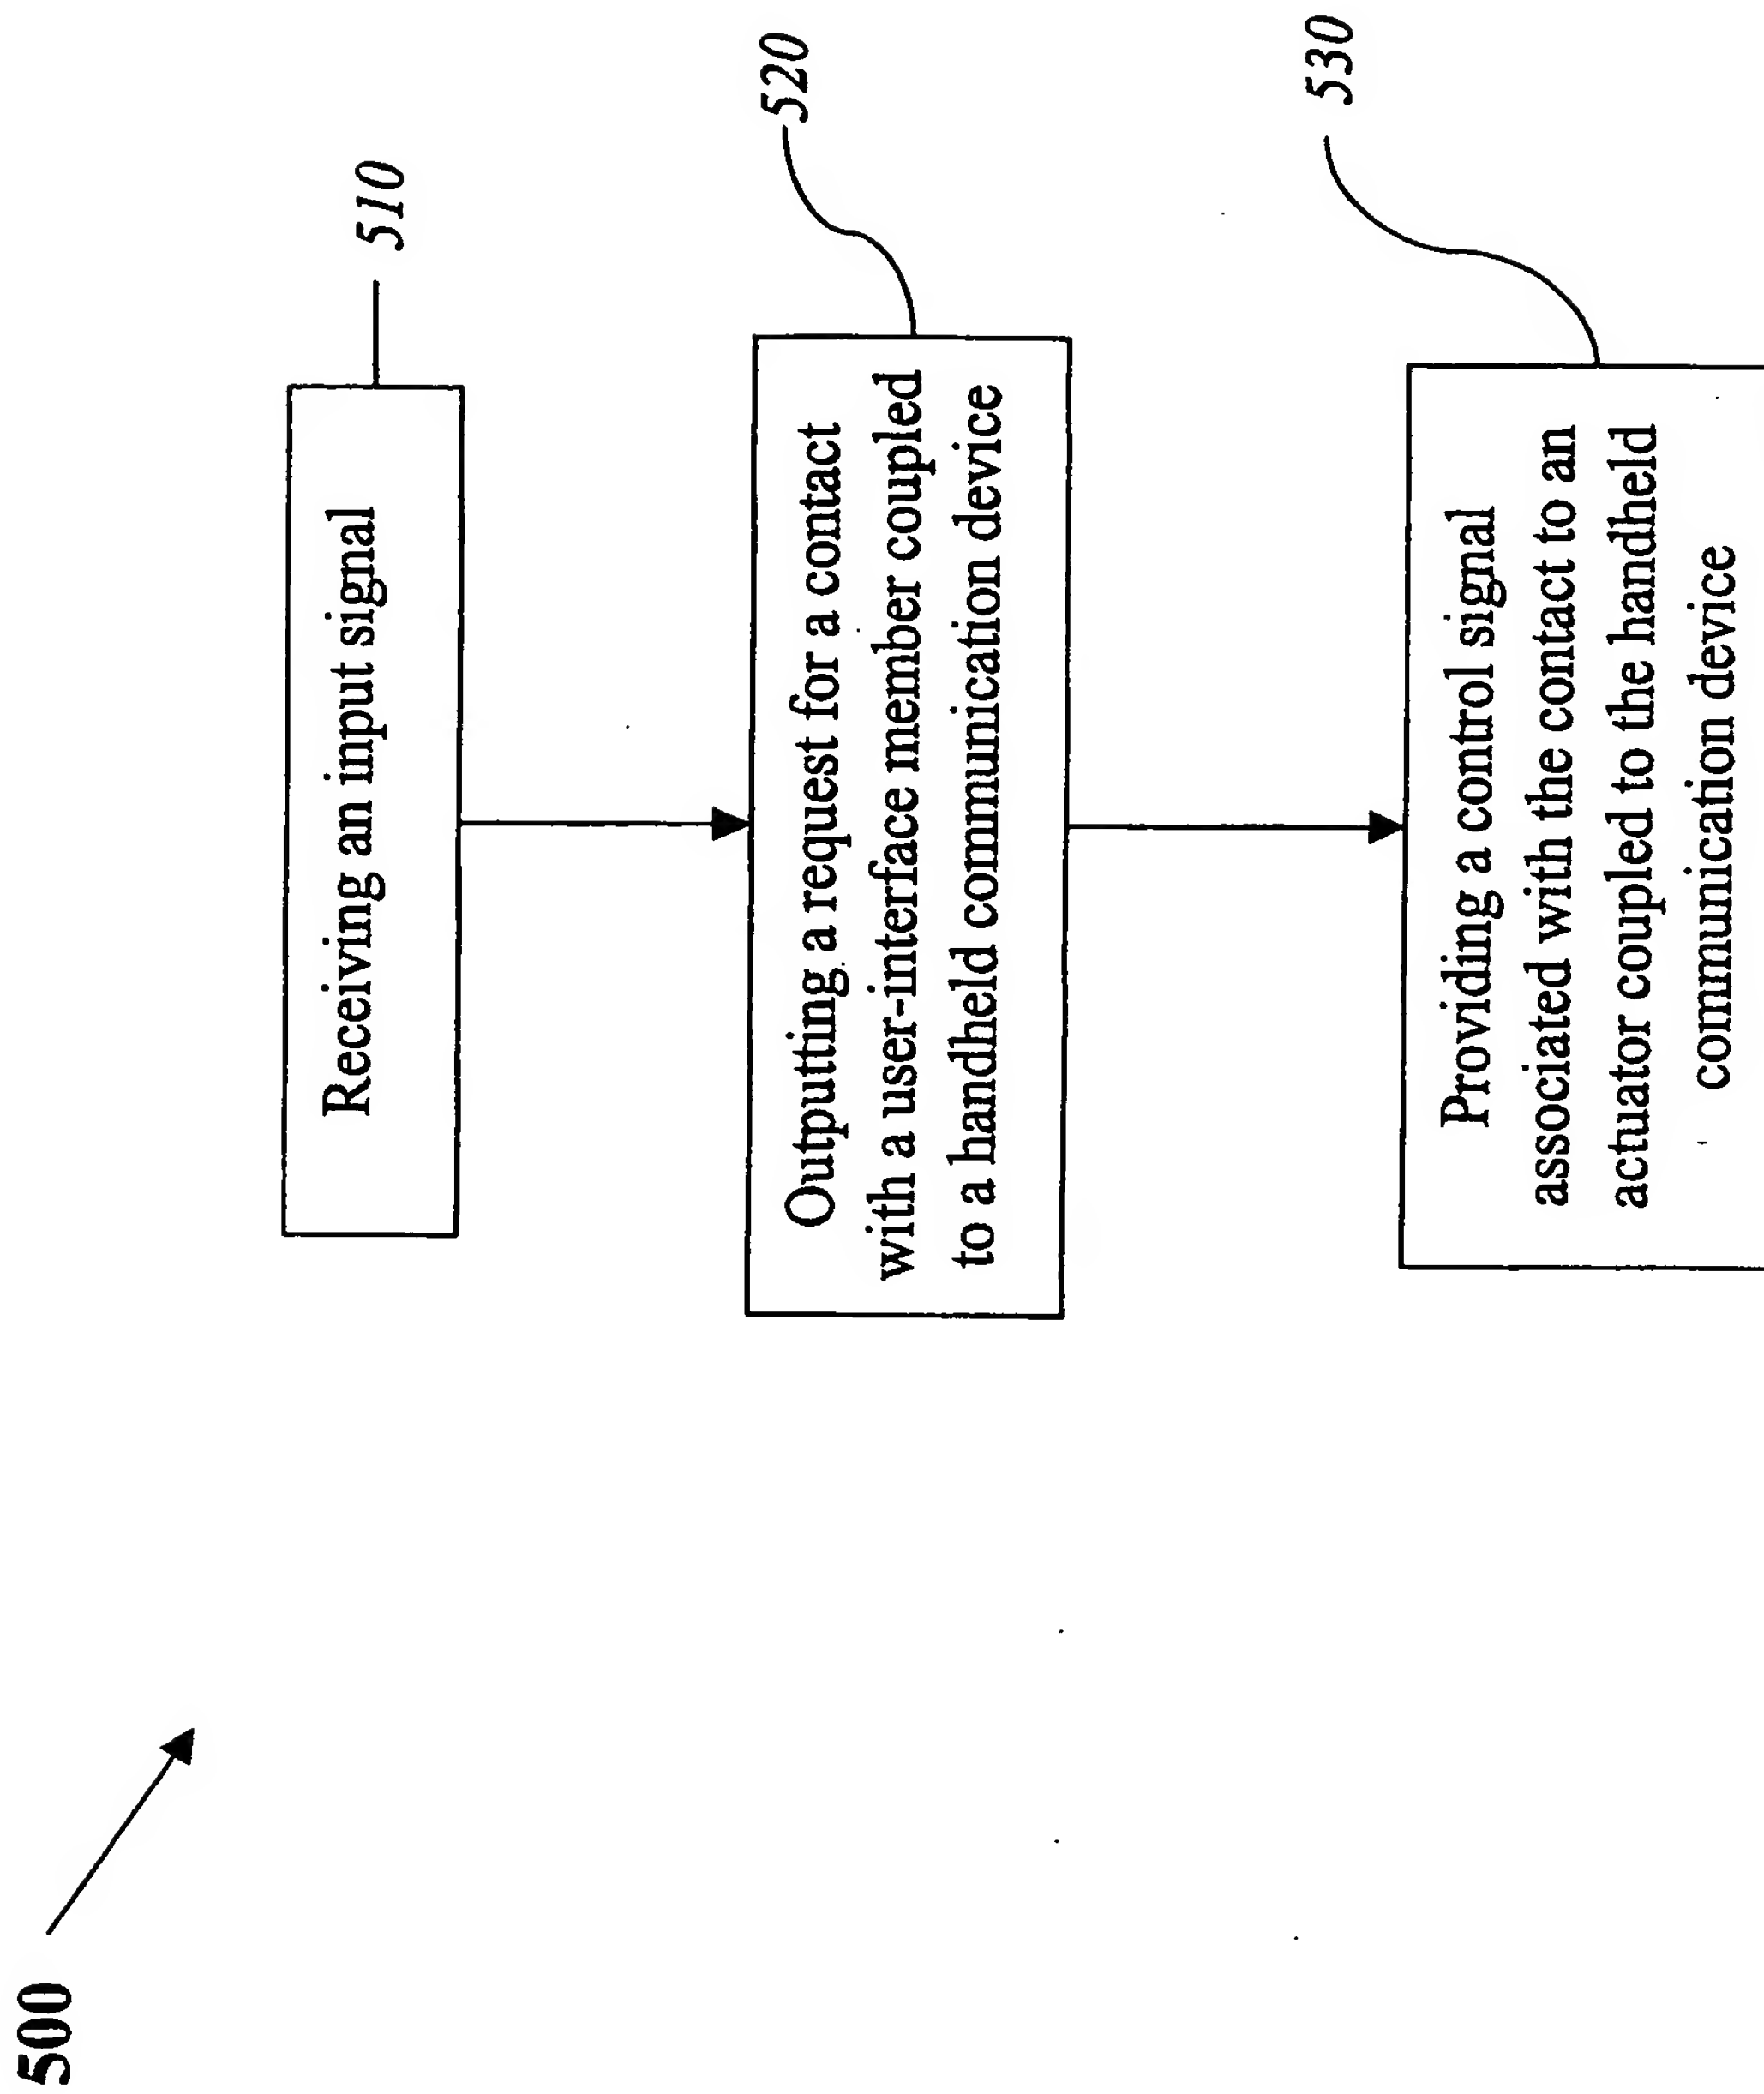 500
Receiving an input signal
510
Outputting a request for a contact
with a user-interface member coupled
to a handheld communication device
520
Providing a control signal
associated with the contact to an
actuator coupled to the handheld
communication device
530